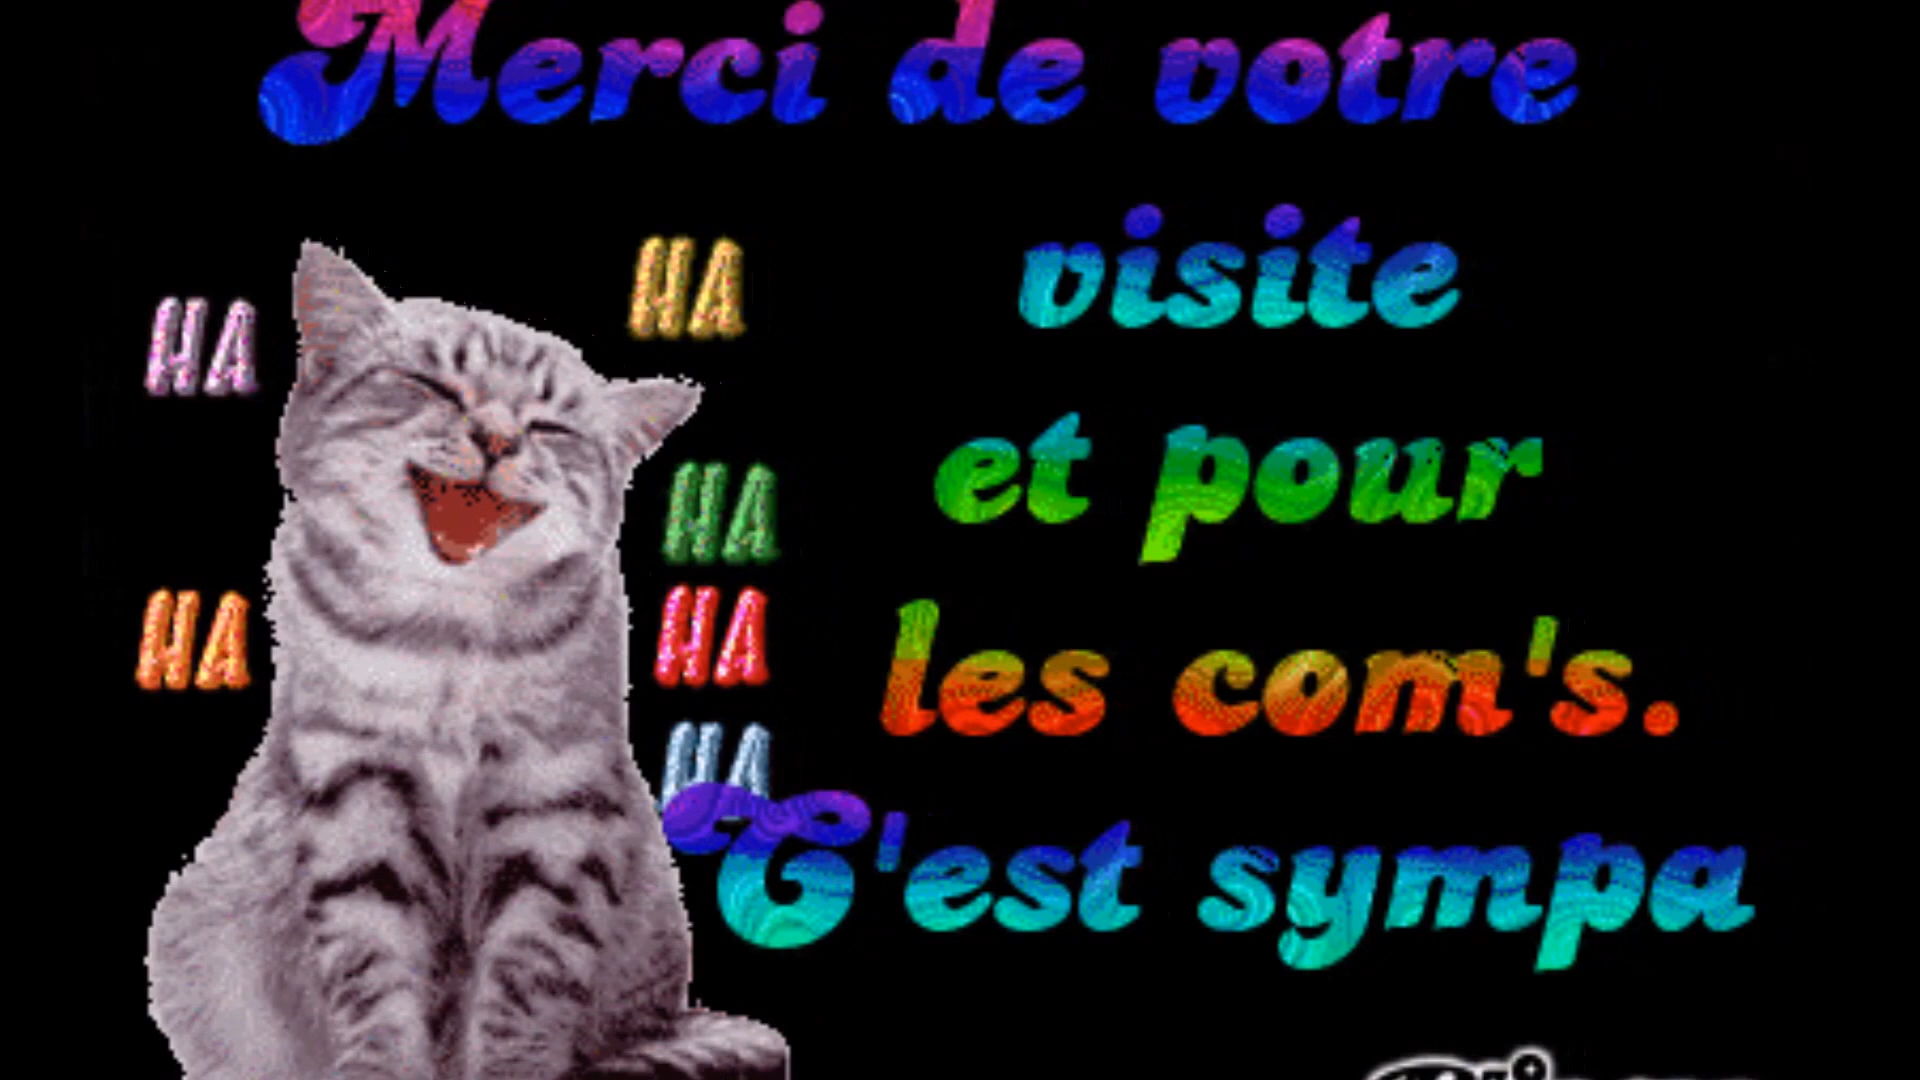 Merci de votre
HA
visite
HA
et pour
HA
HA
HA
les com's.
HA
C'est sympa